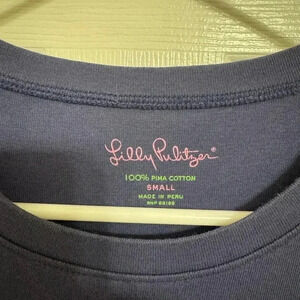 Lilly Pulitzer
100% PIMA COTTON
SMALL
MADE IN PERU